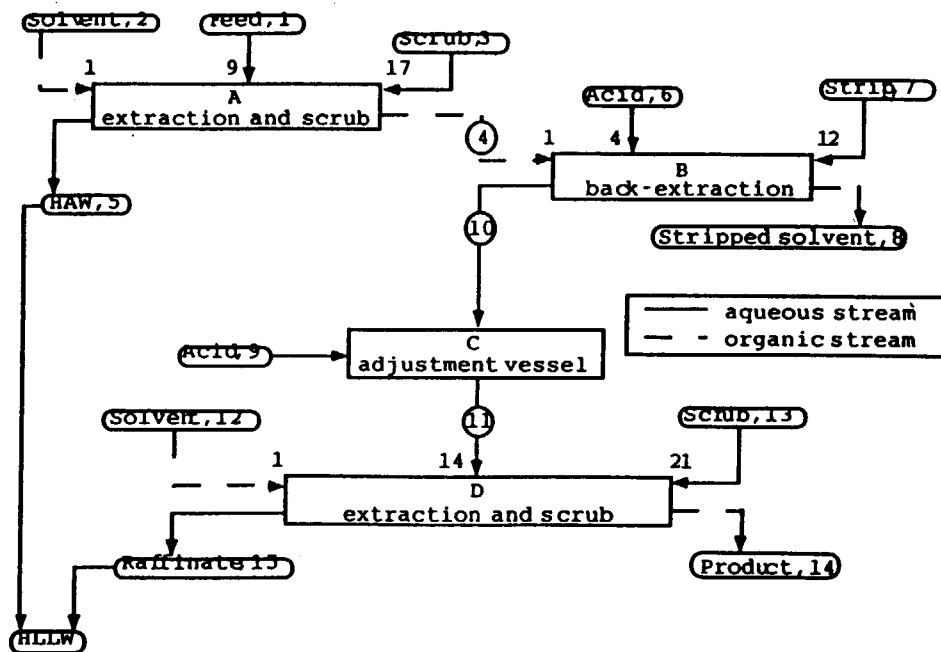 Solvent,2 Feed,1 Scrub,3
1 9 17
A
extraction and scrub
4
Acid,6 Strip,7
1 4 12
B
back-extraction
HAW,5
10
Stripped solvent,8
aqueous stream
organic stream
C
adjustment vessel
Acid,9
Solvent,12 11 Scrub,13
1 14 21
D
extraction and scrub
Raffinate,15
Product,14
HLLW